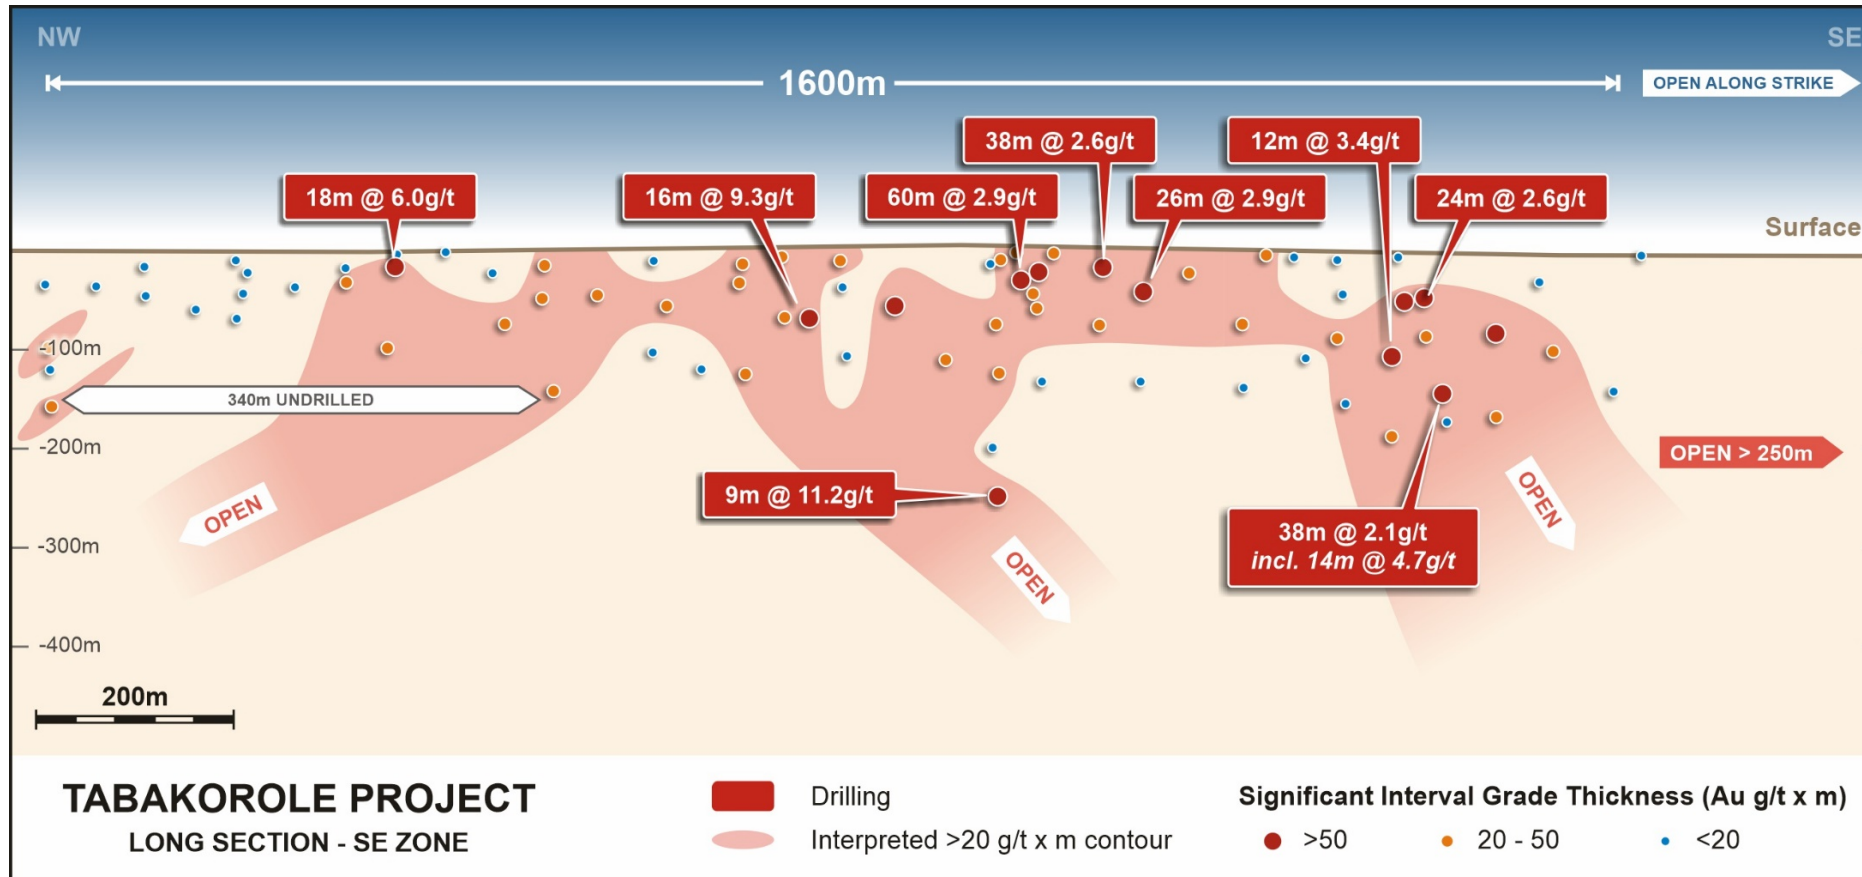 NW
SE
1600m
OPEN ALONG STRIKE
38m @ 2.6g/t
12m @ 3.4g/t
18m @ 6.0g/t
16m @ 9.3g/t
60m @ 2.9g/t
26m @ 2.9g/t
24m @ 2.6g/t
Surface
-100m
340m UNDRILLED
-200m
OPEN > 250m
9m @ 11.2g/t
OPEN
OPEN
OPEN
38m @ 2.1g/t
incl. 14m @ 4.7g/t
-300m
-400m
200m
TABAKOROLE PROJECT
LONG SECTION - SE ZONE
Drilling
Interpreted >20 g/t x m contour
Significant Interval Grade Thickness (Au g/t x m)
>50
20 - 50
<20